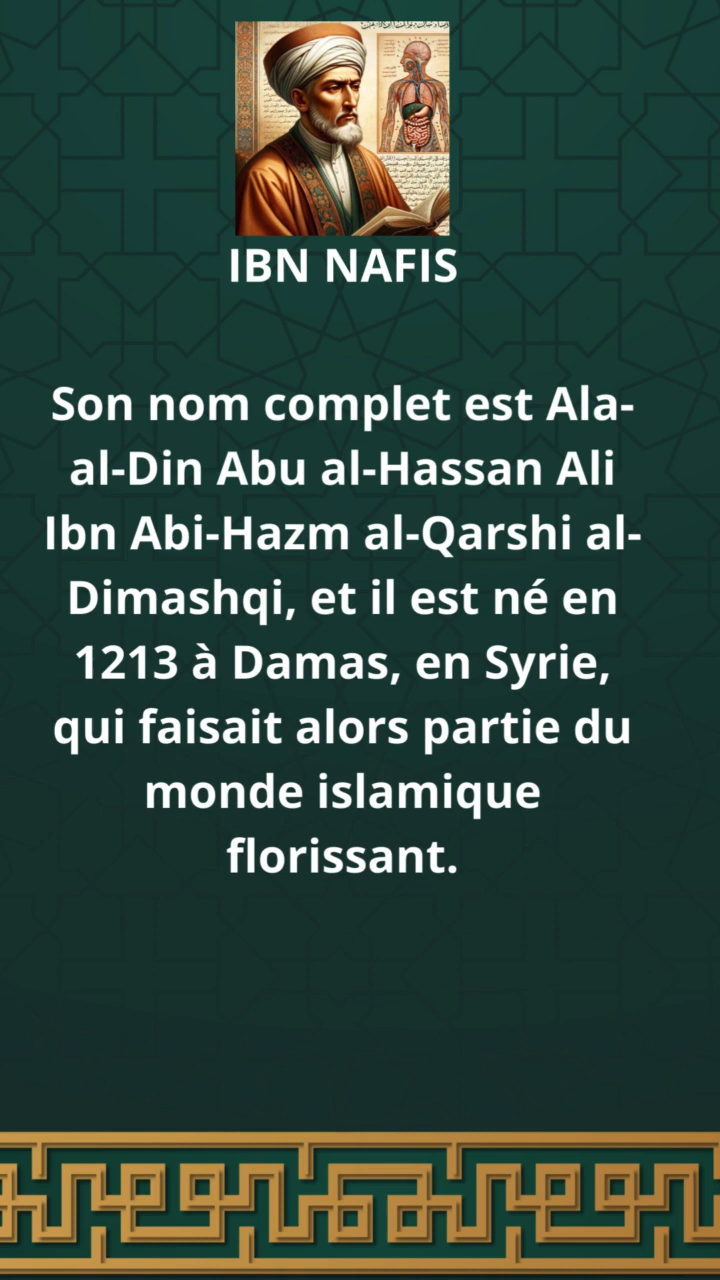 IBN NAFIS
Son nom complet est Ala-
al-Din Abu al-Hassan Ali
Ibn Abi-Hazm al-Qarshi al-
Dimashqi, et il est né en
1213 à Damas, en Syrie,
qui faisait alors partie du
monde islamique
florissant.